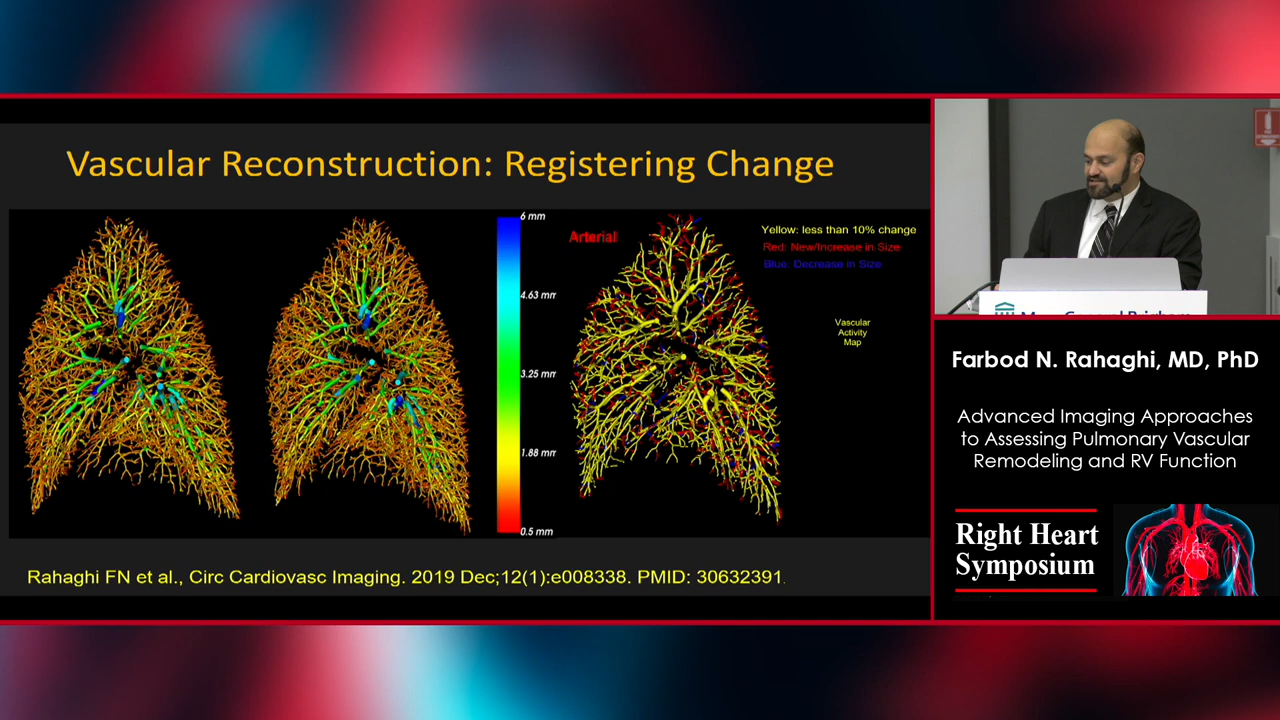 Vascular Reconstruction: Registering Change
6 mm
4.63 mm
3.25 mm
1.88 mm
0.5 mm
Arterial
Yellow: less than 10% change
Red: New/Increase in Size
Blue: Decrease in Size
Vascular
Activity
Map
Rahaghi FN et al., Circ Cardiovasc Imaging. 2019 Dec;12(1):e008338. PMID: 30632391.
Farbod N. Rahaghi, MD, PhD
Advanced Imaging Approaches
to Assessing Pulmonary Vascular
Remodeling and RV Function
Right Heart
Symposium